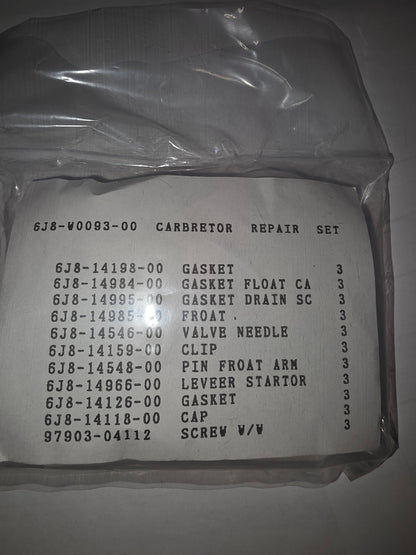 6J8-W0093-00 CARBRETOR REPAIR SET
6J8-14198-00 GASKET 3
6J8-14984-00 GASKET FLOAT CA 3
6J8-14995-00 GASKET DRAIN SC 3
6J8-14985-00 FROAT 3
6J8-14546-00 VALVE NEEDLE 3
6J8-14159-00 CLIP 3
6J8-14548-00 PIN FROAT ARM 3
6J8-14966-00 LEVEER STARTOR 3
6J8-14126-00 GASKET 3
6J8-14118-00 CAP 3
97903-04112 SCREW W/W 3